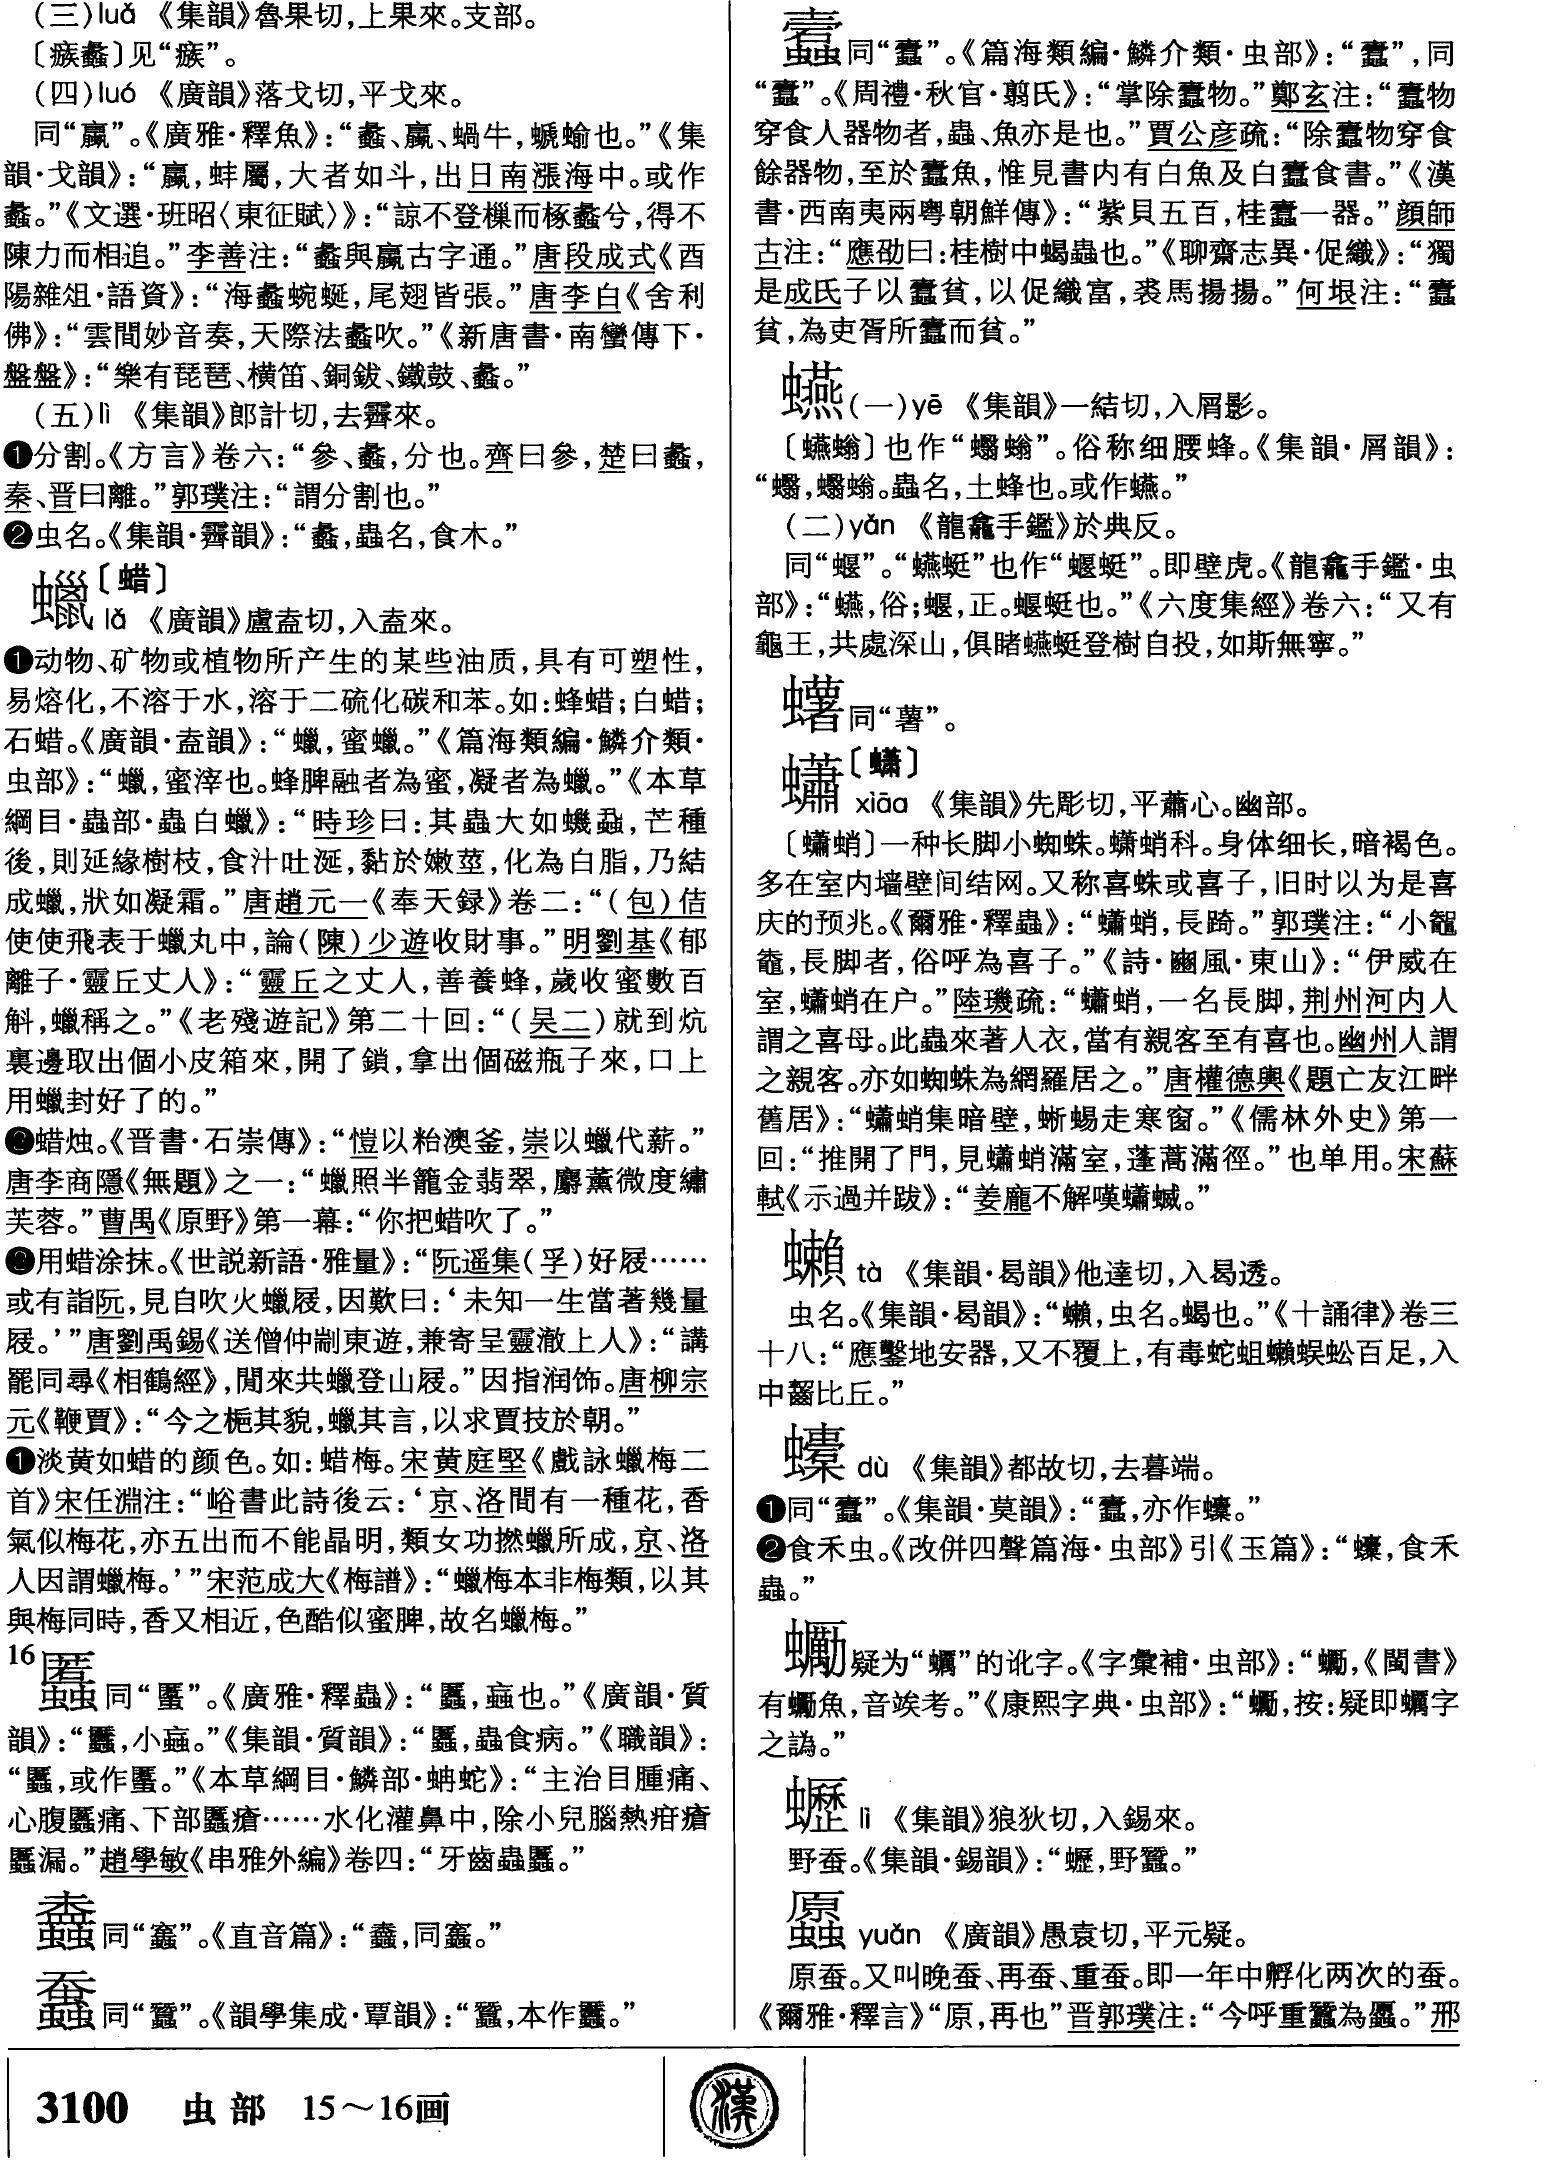 (三)luǎ 《集韻》魯果切,上果來。支部。
〔瘯蠡〕见“瘯”。
(四)luó 《廣韻》落戈切,平戈來。
同“蠃”。《廣雅·釋魚》:“蠡、蠃、蝸牛,螔蝓也。”《集
韻·戈韻》:“蠃,蚌屬,大者如斗,出日南漲海中。或作
蠡。”《文選·班昭〈東征賦〉》:“諒不登樔而椓蠡兮,得不
陳力而相追。”李善注:“蠡與蠃古字通。”唐段成式《酉
陽雜俎·語資》:“海蠡蜿蜒,尾翅皆張。”唐李白《舍利
佛》:“雲間妙音奏,天際法蠡吹。”《新唐書·南蠻傳下·
盤盤》:“樂有琵琶、横笛、銅鈸、鐵鼓、蠡。”
(五)lì 《集韻》郎計切,去霽來。
❶分割。《方言》卷六:“參、蠡,分也。齊曰參,楚曰蠡,
秦、晋曰離。”郭璞注:“謂分割也。”
❷虫名。《集韻·霽韻》:“蠡,蟲名,食木。”
蠟〔蜡〕
là 《廣韻》盧盍切,入盍來。
❶动物、矿物或植物所产生的某些油质,具有可塑性,
易熔化,不溶于水,溶于二硫化碳和苯。如:蜂蜡;白蜡;
石蜡。《廣韻·盍韻》:“蠟,蜜蠟。”《篇海類編·鱗介類·
虫部》:“蠟,蜜滓也。蜂脾融者為蜜,凝者為蠟。”《本草
綱目·蟲部·蟲白蠟》:“時珍曰:其蟲大如蟣蝨,芒種
後,則延緣樹枝,食汁吐涎,黏於嫩莖,化為白脂,乃結
成蠟,狀如凝霜。”唐趙元一《奉天録》卷二:“(包)佶
使使飛表于蠟丸中,論(陳)少遊收財事。”明劉基《郁
離子·靈丘丈人》:“靈丘之丈人,善養蜂,歲收蜜數百
斛,蠟稱之。”《老殘遊記》第二十回:“(吴二)就到炕
裏邊取出個小皮箱來,開了鎖,拿出個磁瓶子來,口上
用蠟封好了的。”
❷蜡烛。《晋書·石崇傳》:“愷以粭澳釜,崇以蠟代薪。”
唐李商隱《無題》之一:“蠟照半籠金翡翠,麝薰微度繡
芙蓉。”曹禺《原野》第一幕:“你把蜡吹了。”
❷用蜡涂抹。《世説新語·雅量》:“阮遥集(孚)好屐……
或有詣阮,見自吹火蠟屐,因歎曰:‘未知一生當著幾量
屐。’”唐劉禹錫《送僧仲剬東遊,兼寄呈靈澈上人》:“講
罷同尋《相鶴經》,閒來共蠟登山屐。”因指润饰。唐柳宗
元《鞭賈》:“今之梔其貌,蠟其言,以求賈技於朝。”
❶淡黄如蜡的颜色。如:蜡梅。宋黄庭堅《戲詠蠟梅二
首》宋任淵注:“峪書此詩後云:‘京、洛間有一種花,香
氣似梅花,亦五出而不能晶明,類女功撚蠟所成,京、洛
人因謂蠟梅。’”宋范成大《梅譜》:“蠟梅本非梅類,以其
與梅同時,香又相近,色酷似蜜脾,故名蠟梅。”
16
同“䘌”。《廣雅·釋蟲》:“蠠,䖟也。”《廣韻·質
韻》:“,小䖟。”《集韻·質韻》:“,蟲食病。”《職韻》:
“,或作䘌。”《本草綱目·鱗部·蚺蛇》:“主治目腫痛、
心腹痛、下部瘡……水化灌鼻中,除小兒腦熱疳瘡
漏。”趙學敏《串雅外編》卷四:“牙齒蟲。”
同“”。《直音篇》:“,同。”
同“蠶”。《韻學集成·覃韻》:“蠶,本作。”
螙同“蠹”。《篇海類編·鱗介類·虫部》:“蠹”,同
“蠹”。《周禮·秋官·翦氏》:“掌除蠹物。”鄭玄注:“蠹物
穿食人器物者,蟲、魚亦是也。”賈公彦疏:“除蠹物穿食
餘器物,至於蠹魚,惟見書内有白魚及白蠹食書。”《漢
書·西南夷兩粤朝鮮傳》:“紫貝五百,桂蠹一器。”顔師
古注:“應劭曰:桂樹中蝎蟲也。”《聊齋志異·促織》:“獨
是成氏子以蠹貧,以促織富,裘馬揚揚。”何垠注:“蠹
貧,為吏胥所蠹而貧。”
𧔦(一)yē 《集韻》一結切,入屑影。
〔螶螉〕也作“蠮螉”。俗称细腰蜂。《集韻·屑韻》:
“蠮,蠮螉。蟲名,土蜂也。或作。”
(二)yǎn 《龍龕手鑑》於典反。
同“蝘”。“蜓”也作“蝘蜓”。即壁虎。《龍龕手鑑·虫
部》:“,俗;蝘,正。蝘蜓也。”《六度集經》卷六:“又有
龜王,共處深山,俱睹蜓登樹自投,如斯無寧。”
同“薯”。
蠨〔蟏〕
xiāo 《集韻》先彫切,平蕭心。幽部。
〔蟏蛸〕一种长脚小蜘蛛。蟏蛸科。身体细长,暗褐色。
多在室内墙壁间结网。又称喜蛛或喜子,旧时以为是喜
庆的预兆。《爾雅·釋蟲》:“蠨蛸,長踦。”郭璞注:“小鼅
鼄,長脚者,俗呼為喜子。”《詩·豳風·東山》:“伊威在
室,蠨蛸在户。”陸璣疏:“蠨蛸,一名長脚,荆州河内人
謂之喜母。此蟲來著人衣,當有親客至有喜也。幽州人謂
之親客。亦如蜘蛛為網羅居之。”唐權德輿《題亡友江畔
舊居》:“蠨蛸集暗壁,蜥蜴走寒窗。”《儒林外史》第一
回:“推開了門,見蠨蛸滿室,蓬蒿滿徑。”也单用。宋蘇
軾《示過并跋》:“姜龐不解嘆蠨蝛。”
tà 《集韻·曷韻》他達切,入曷透。
虫名。《集韻·曷韻》:“,虫名。蝎也。”《十誦律》卷三
十八:“應鑿地安器,又不覆上,有毒蛇蛆蜈蚣百足,入
中齧比丘。”
dù 《集韻》都故切,去暮端。
❶同“蠹”。《集韻·莫韻》:“蠹,亦作。”
❷食禾虫。《改併四聲篇海·虫部》引《玉篇》:“,食禾
蟲。”
疑为“蠣”的讹字。《字彙補·虫部》:“,《閩書》
有魚,音竢考。”《康熙字典·虫部》:“,按:疑即蠣字
之譌。”
lì 《集韻》狼狄切,入錫來。
野蚕。《集韻·錫韻》:“,野蠶。”
yuǎn 《廣韻》愚袁切,平元疑。
原蚕。又叫晚蚕、再蚕、重蚕。即一年中孵化两次的蚕。
《爾雅·釋言》“原,再也”晋郭璞注:“今呼重蠶為。”邢
3100 虫部 15~16画
漢